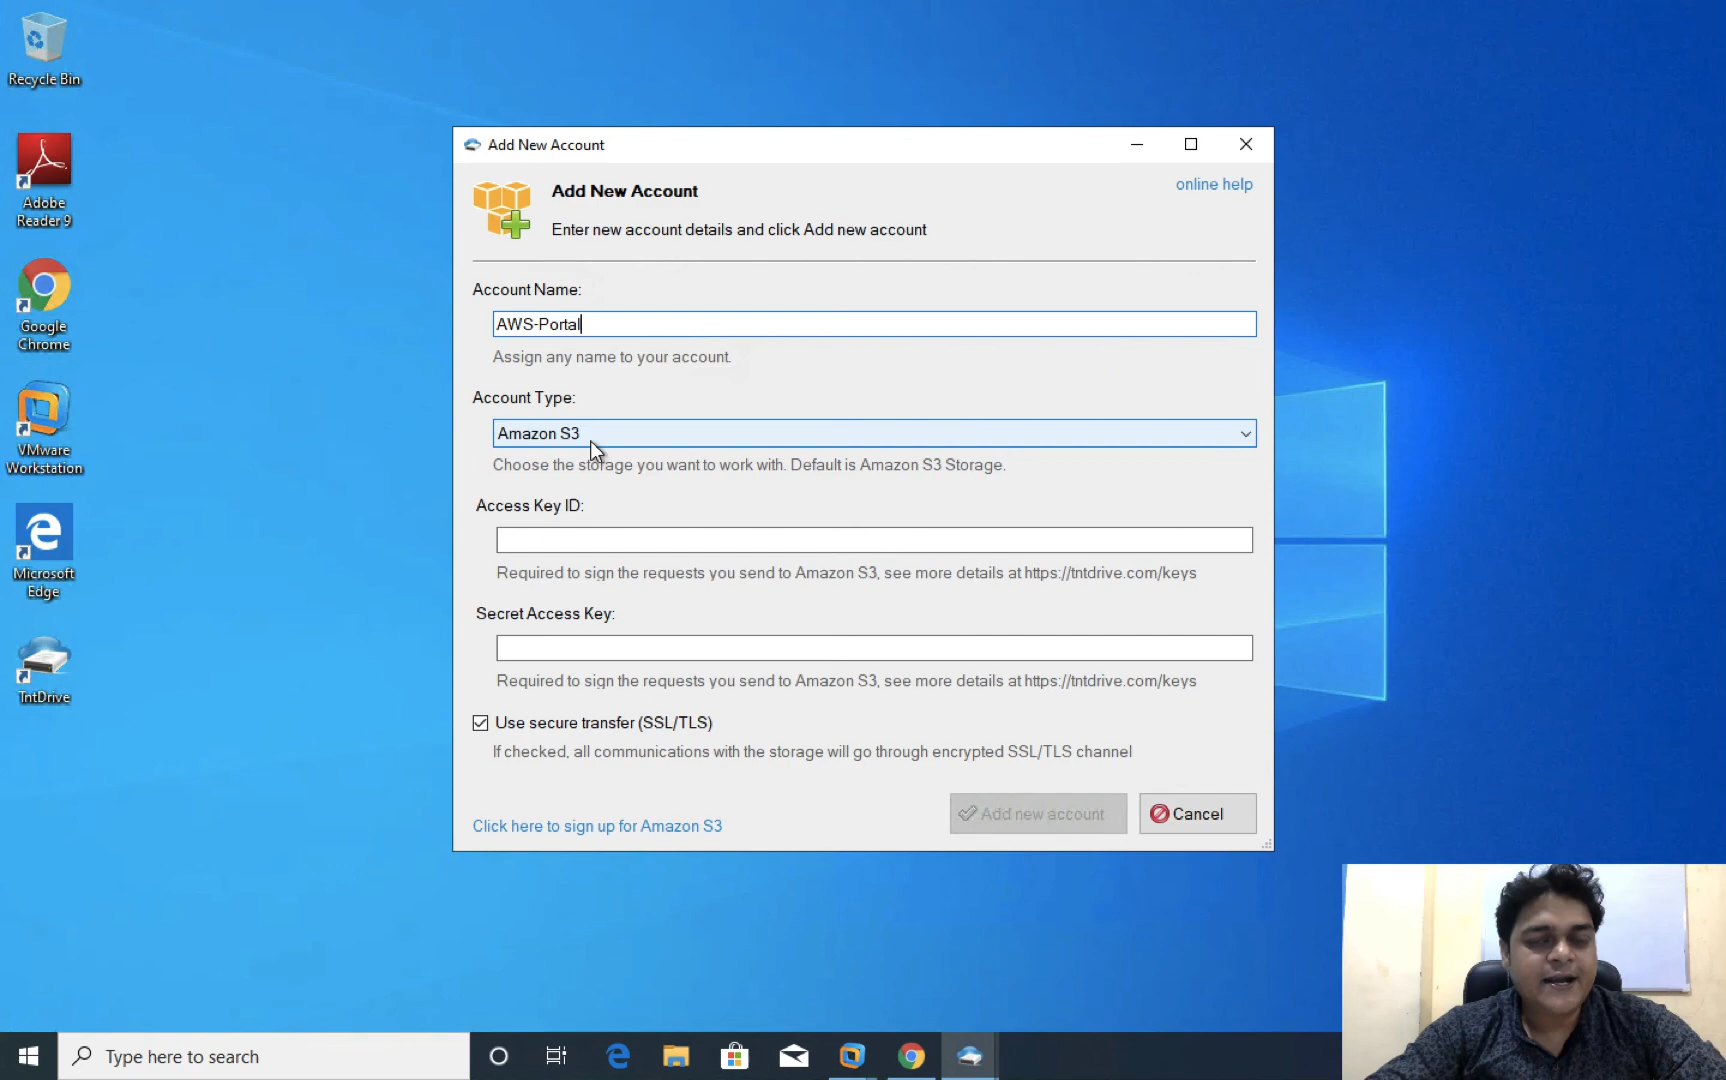 Recycle Bin
Adobe
Reader 9
Google
Chrome
VMware
Workstation
Microsoft
Edge
TntDrive
Add New Account
Add New Account
online help
Enter new account details and click Add new account
Account Name:
AWS-Portal
Assign any name to your account.
Account Type:
Amazon S3
Choose the storage you want to work with. Default is Amazon S3 Storage.
Access Key ID:
Required to sign the requests you send to Amazon S3, see more details at https://tntdrive.com/keys
Secret Access Key:
Required to sign the requests you send to Amazon S3, see more details at https://tntdrive.com/keys
Use secure transfer (SSL/TLS)
If checked, all communications with the storage will go through encrypted SSL/TLS channel
Click here to sign up for Amazon S3
Add new account
Cancel
Type here to search